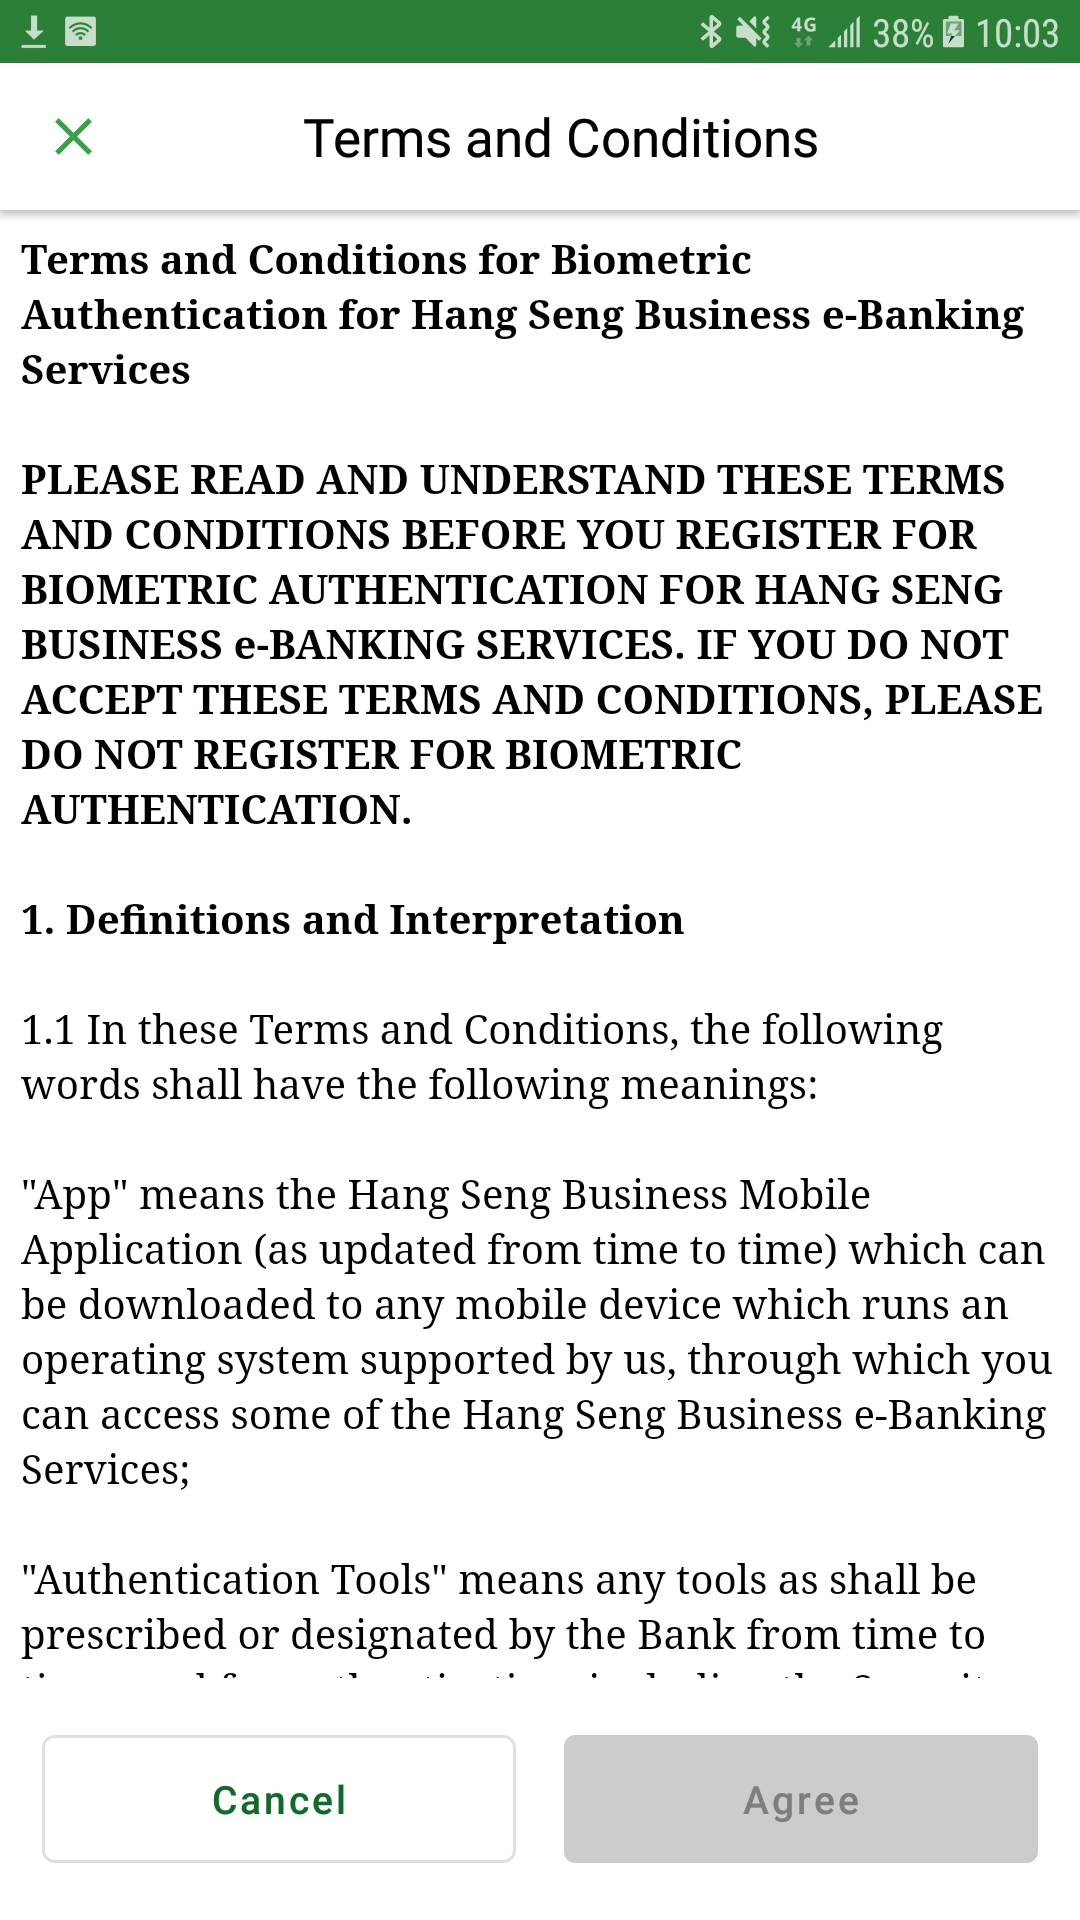 4G 38% 10:03
Terms and Conditions
Terms and Conditions for Biometric
Authentication for Hang Seng Business e-Banking
Services
PLEASE READ AND UNDERSTAND THESE TERMS
AND CONDITIONS BEFORE YOU REGISTER FOR
BIOMETRIC AUTHENTICATION FOR HANG SENG
BUSINESS e-BANKING SERVICES. IF YOU DO NOT
ACCEPT THESE TERMS AND CONDITIONS, PLEASE
DO NOT REGISTER FOR BIOMETRIC
AUTHENTICATION.
1. Definitions and Interpretation
1.1 In these Terms and Conditions, the following
words shall have the following meanings:
"App" means the Hang Seng Business Mobile
Application (as updated from time to time) which can
be downloaded to any mobile device which runs an
operating system supported by us, through which you
can access some of the Hang Seng Business e-Banking
Services;
"Authentication Tools" means any tools as shall be
prescribed or designated by the Bank from time to
Cancel
Agree